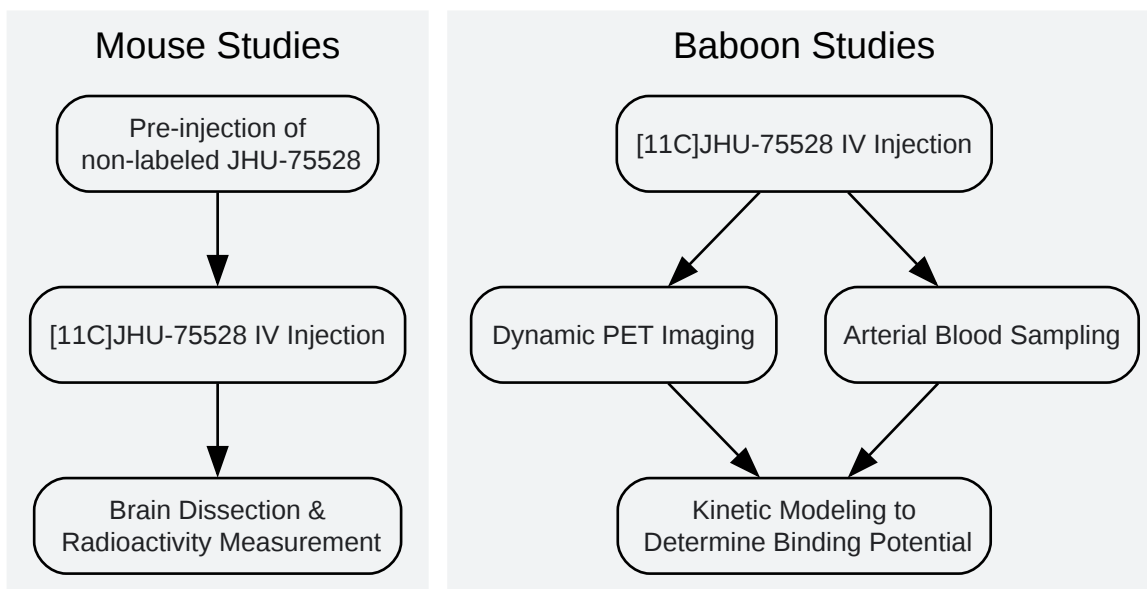 Mouse Studies
Pre-injection of
non-labeled JHU-75528
[11C]JHU-75528 IV Injection
Brain Dissection &
Radioactivity Measurement
Baboon Studies
[11C]JHU-75528 IV Injection
Dynamic PET Imaging
Arterial Blood Sampling
Kinetic Modeling to
Determine Binding Potential